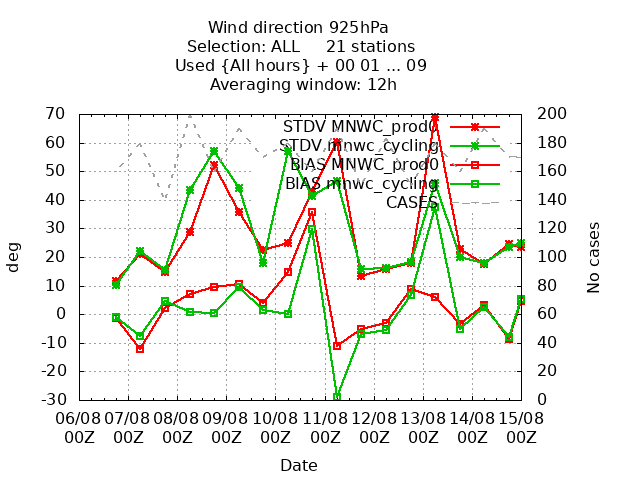 Wind direction 925hPa
Selection: ALL 21 stations
Used {All hours} + 00 01 ... 09
Averaging window: 12h
70 200
STDV MNWC_prod0
60 180
STDV mnwc_cycling
50 160
BIAS MNWC_prod0
BIAS mnwc_cycling
40 140
CASES
30 120
20 100
10 80
0 60
-10 40
-20 20
-30 0
deg
No cases
06/08 07/08 08/08 09/08 10/08 11/08 12/08 13/08 14/08 15/08
00Z 00Z 00Z 00Z 00Z 00Z 00Z 00Z 00Z 00Z
Date